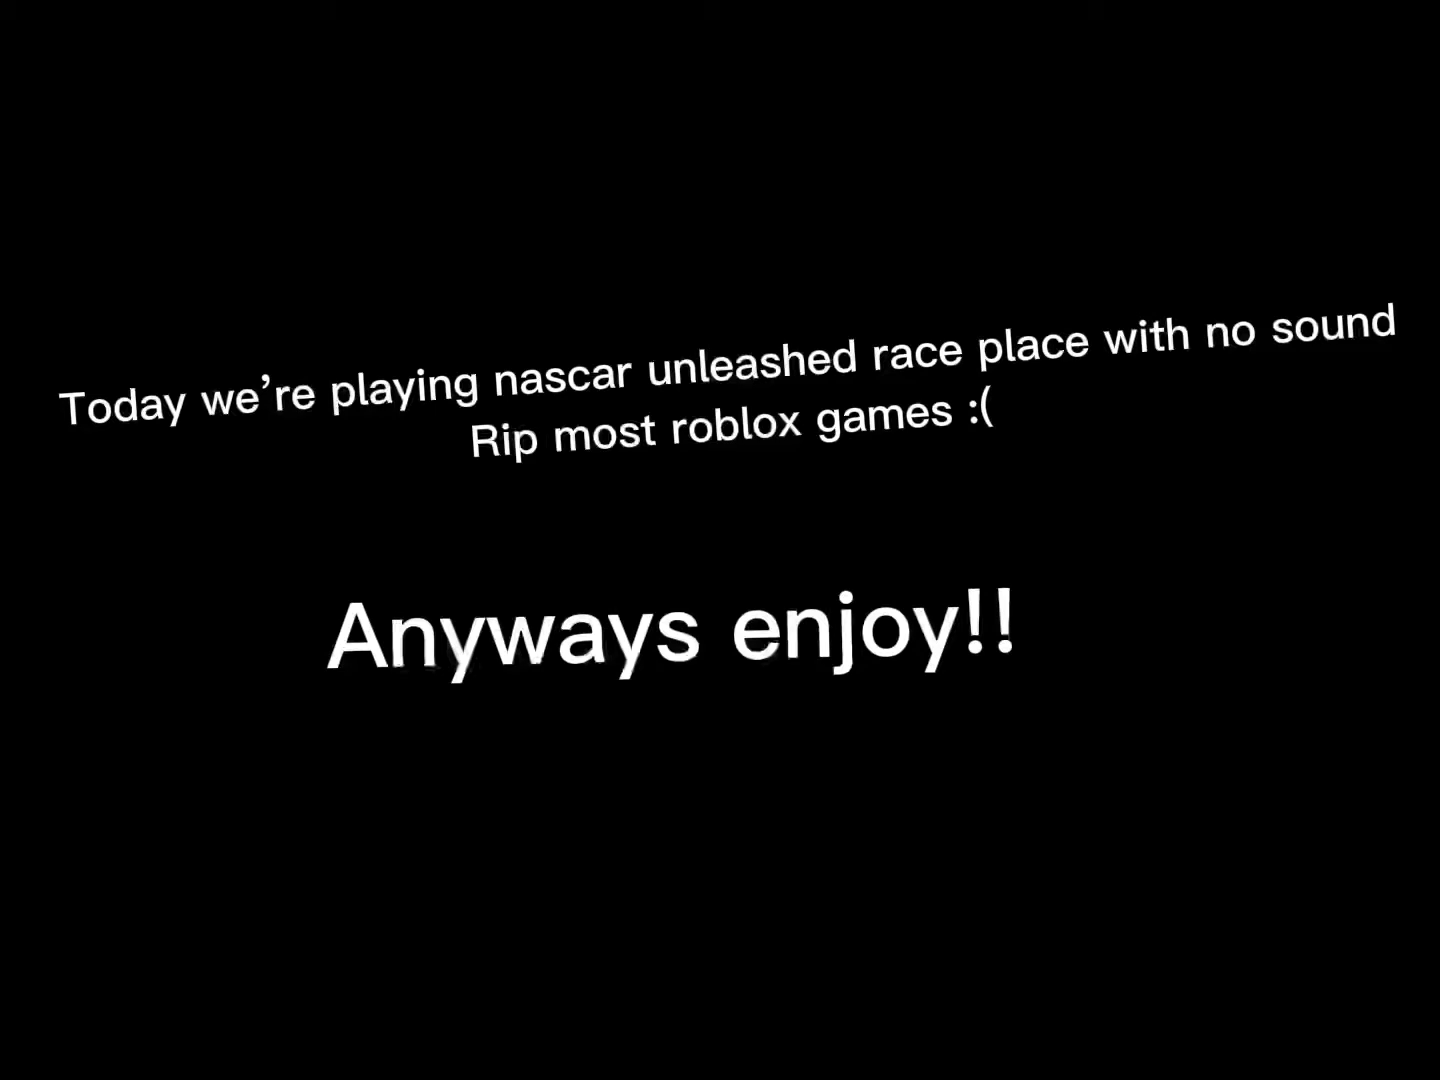 Today we’re playing nascar unleashed race place with no sound
Rip most roblox games :(
Anyways enjoy!!